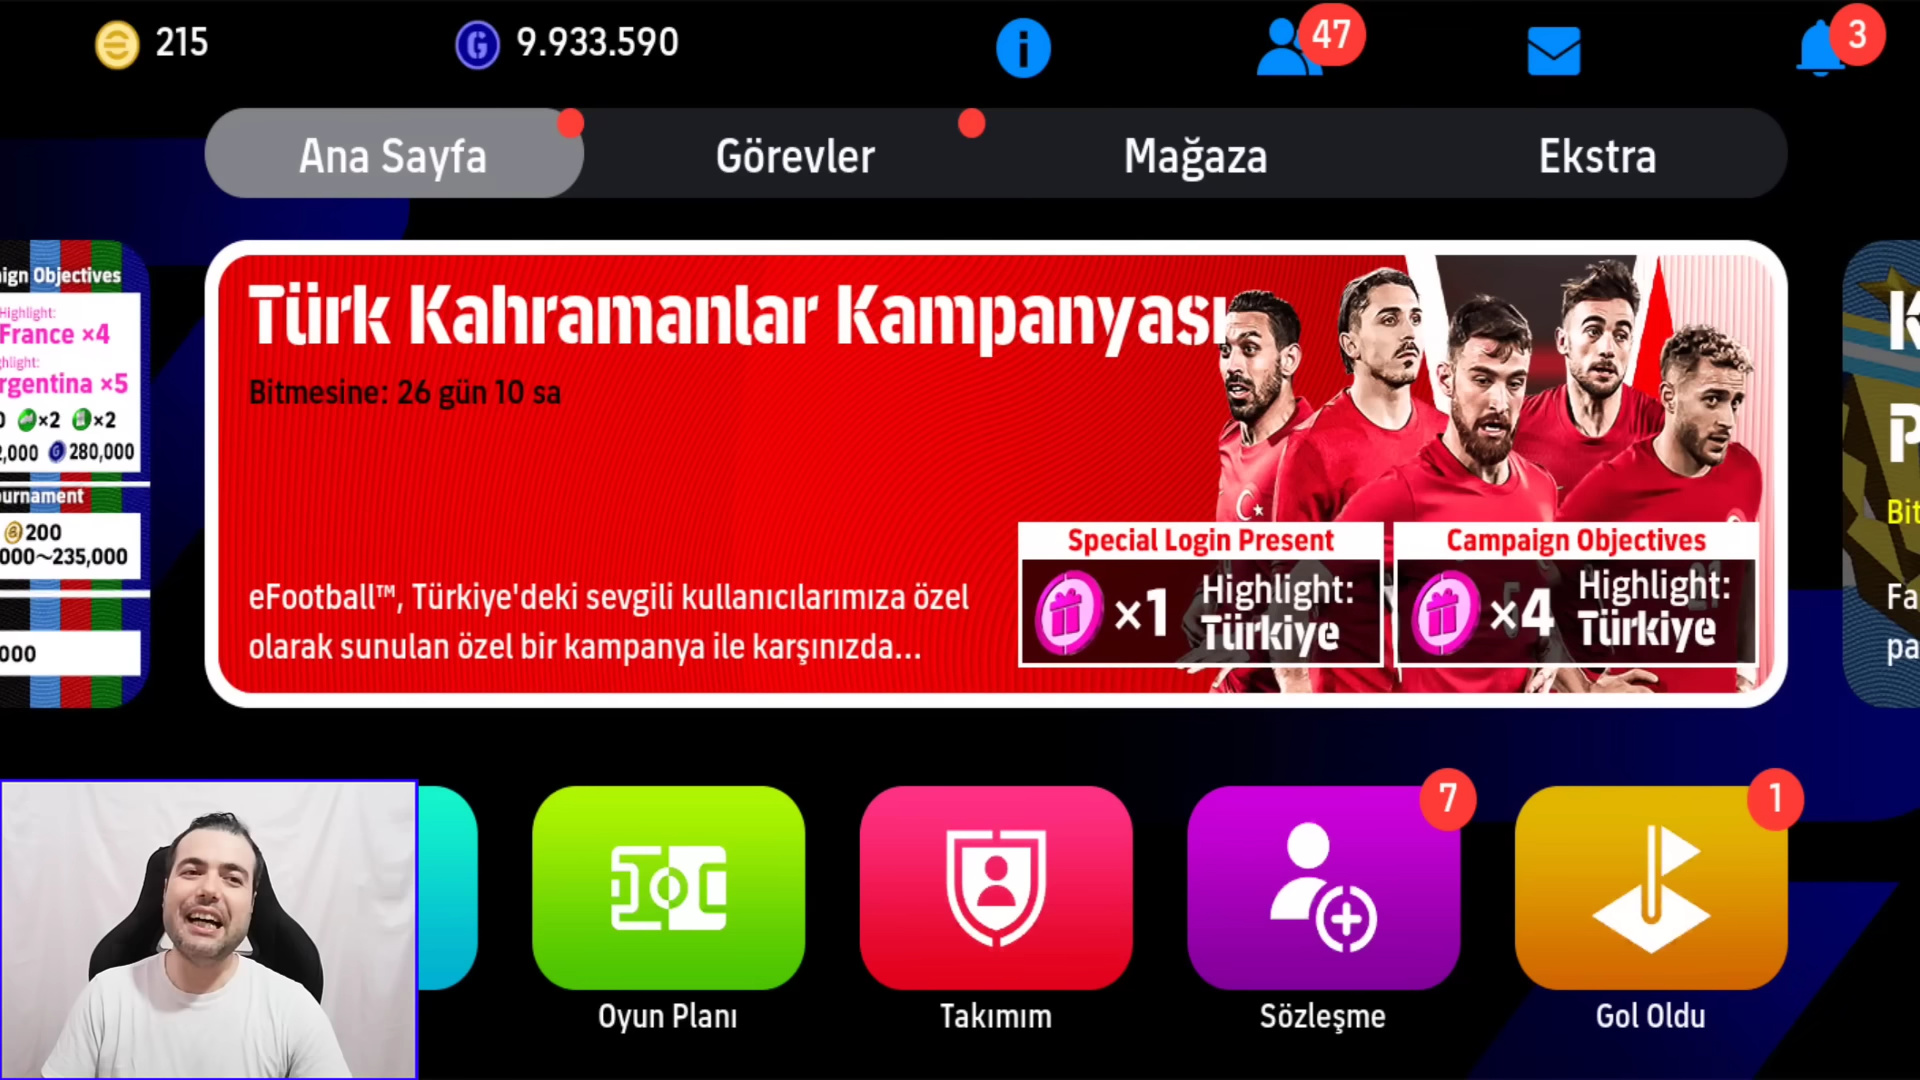 215
9.933.590
47
3
Ana Sayfa
Görevler
Mağaza
Ekstra
Objectives
Highlight:
France ×4
×5
×2
×2
280,000
200
~235,000
Türk Kahramanlar Kampanyası
Bitmesine: 26 gün 10 sa
eFootball™, Türkiye'deki sevgili kullanıcılarımıza özel
olarak sunulan özel bir kampanya ile karşınızda...
Special Login Present
×1 Highlight:
Türkiye
Campaign Objectives
×4 Highlight:
Türkiye
7
1
Oyun Planı
Takımım
Sözleşme
Gol Oldu